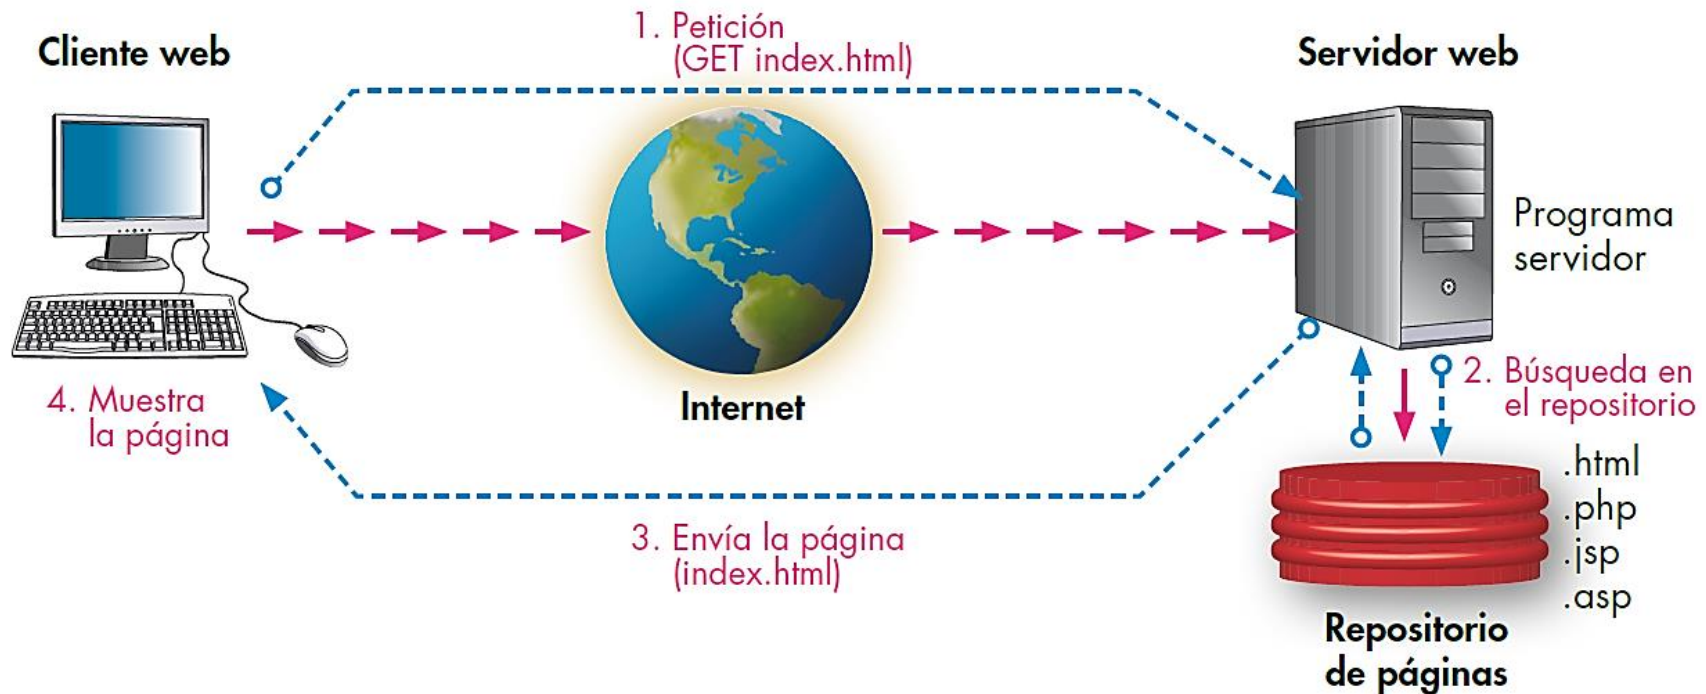 Cliente web
1. Petición
(GET index.html)
Servidor web
Programa
servidor
Internet
4. Muestra
la página
2. Búsqueda en
el repositorio
3. Envía la página
(index.html)
.html
.php
.jsp
.asp
Repositorio
de páginas